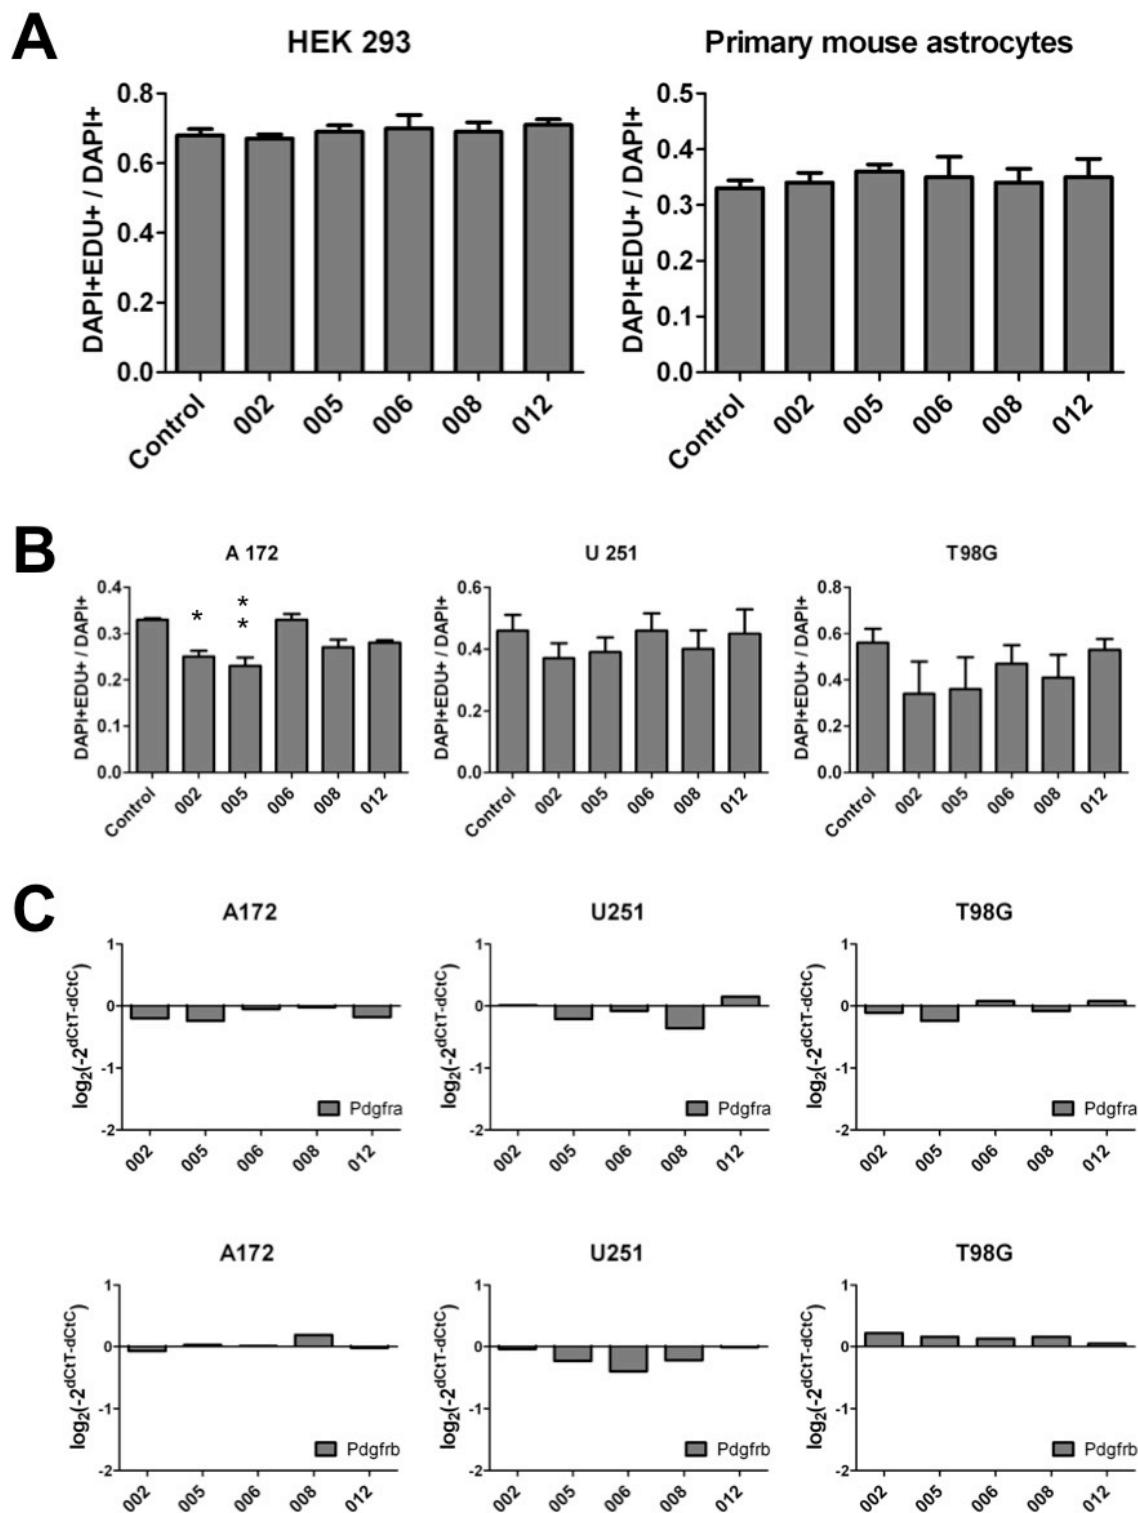 A
HEK 293
Primary mouse astrocytes
DAPI+EDU+ / DAPI+
0.8
0.6
0.4
0.2
0.0
Control
002
005
006
008
012
DAPI+EDU+ / DAPI+
0.5
0.4
0.3
0.2
0.1
0.0
Control
002
005
006
008
012
B
A 172
U 251
T98G
DAPI+EDU+ / DAPI+
0.4
0.3
0.2
0.1
0.0
*
*
*
Control
002
005
006
008
012
DAPI+EDU+ / DAPI+
0.6
0.4
0.2
0.0
Control
002
005
006
008
012
DAPI+EDU+ / DAPI+
0.8
0.6
0.4
0.2
0.0
Control
002
005
006
008
012
C
A172
U251
T98G
log2(-2dCtT-dCtC)
1
0
-1
-2
Pdgfra
002
005
006
008
012
log2(-2dCtT-dCtC)
1
0
-1
-2
Pdgfra
002
005
006
008
012
log2(-2dCtT-dCtC)
1
0
-1
-2
Pdgfra
002
005
006
008
012
A172
U251
T98G
log2(-2dCtT-dCtC)
1
0
-1
-2
Pdgfrb
002
005
006
008
012
log2(-2dCtT-dCtC)
1
0
-1
-2
Pdgfrb
002
005
006
008
012
log2(-2dCtT-dCtC)
1
0
-1
-2
Pdgfrb
002
005
006
008
012